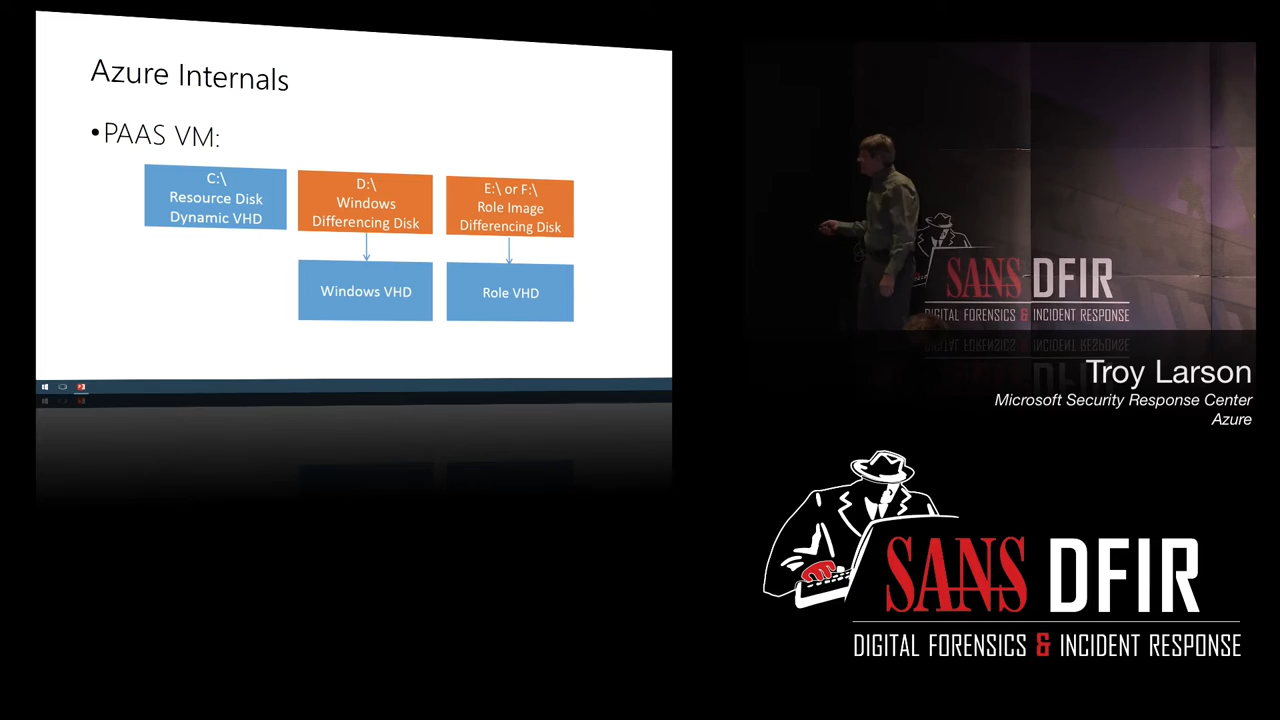 Azure Internals
•PAAS VM:
C:\
Resource Disk
Dynamic VHD
D:\
Windows
Differencing Disk
E:\ or F:\
Role Image
Differencing Disk
Windows VHD
Role VHD
SANS DFIR
DIGITAL FORENSICS & INCIDENT RESPONSE
Troy Larson
Microsoft Security Response Center
Azure
SANS DFIR
DIGITAL FORENSICS & INCIDENT RESPONSE